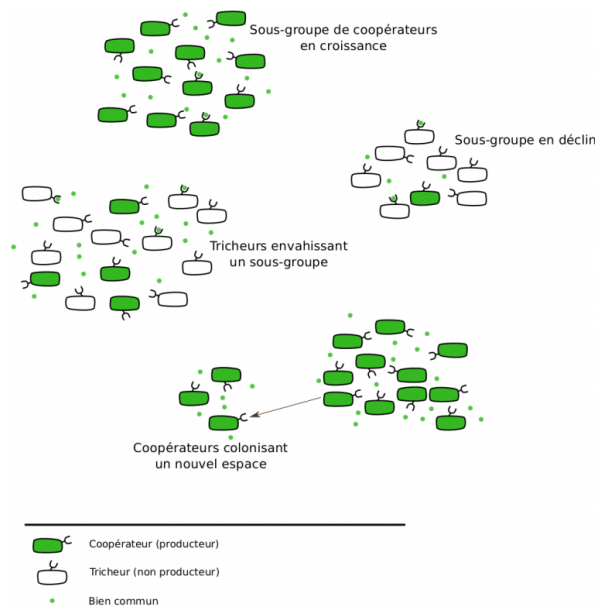 Sous-groupe de coopérateurs
en croissance
Sous-groupe en déclin
Tricheurs envahissant
un sous-groupe
Coopérateurs colonisant
un nouvel espace
Coopérateur (producteur)
Tricheur (non producteur)
Bien commun